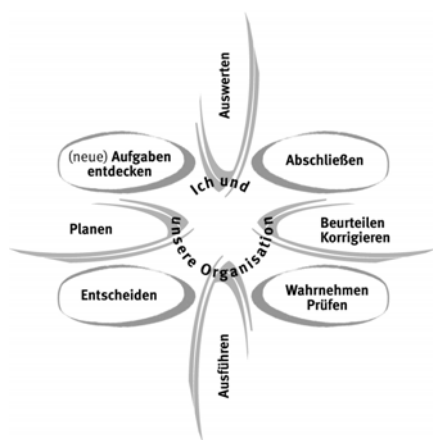 Auswerten
(neue) Aufgaben
entdecken
Abschließen
Ich und
unsere Organisation
Planen
Beurteilen
Korrigieren
Entscheiden
Wahrnehmen
Prüfen
Ausführen